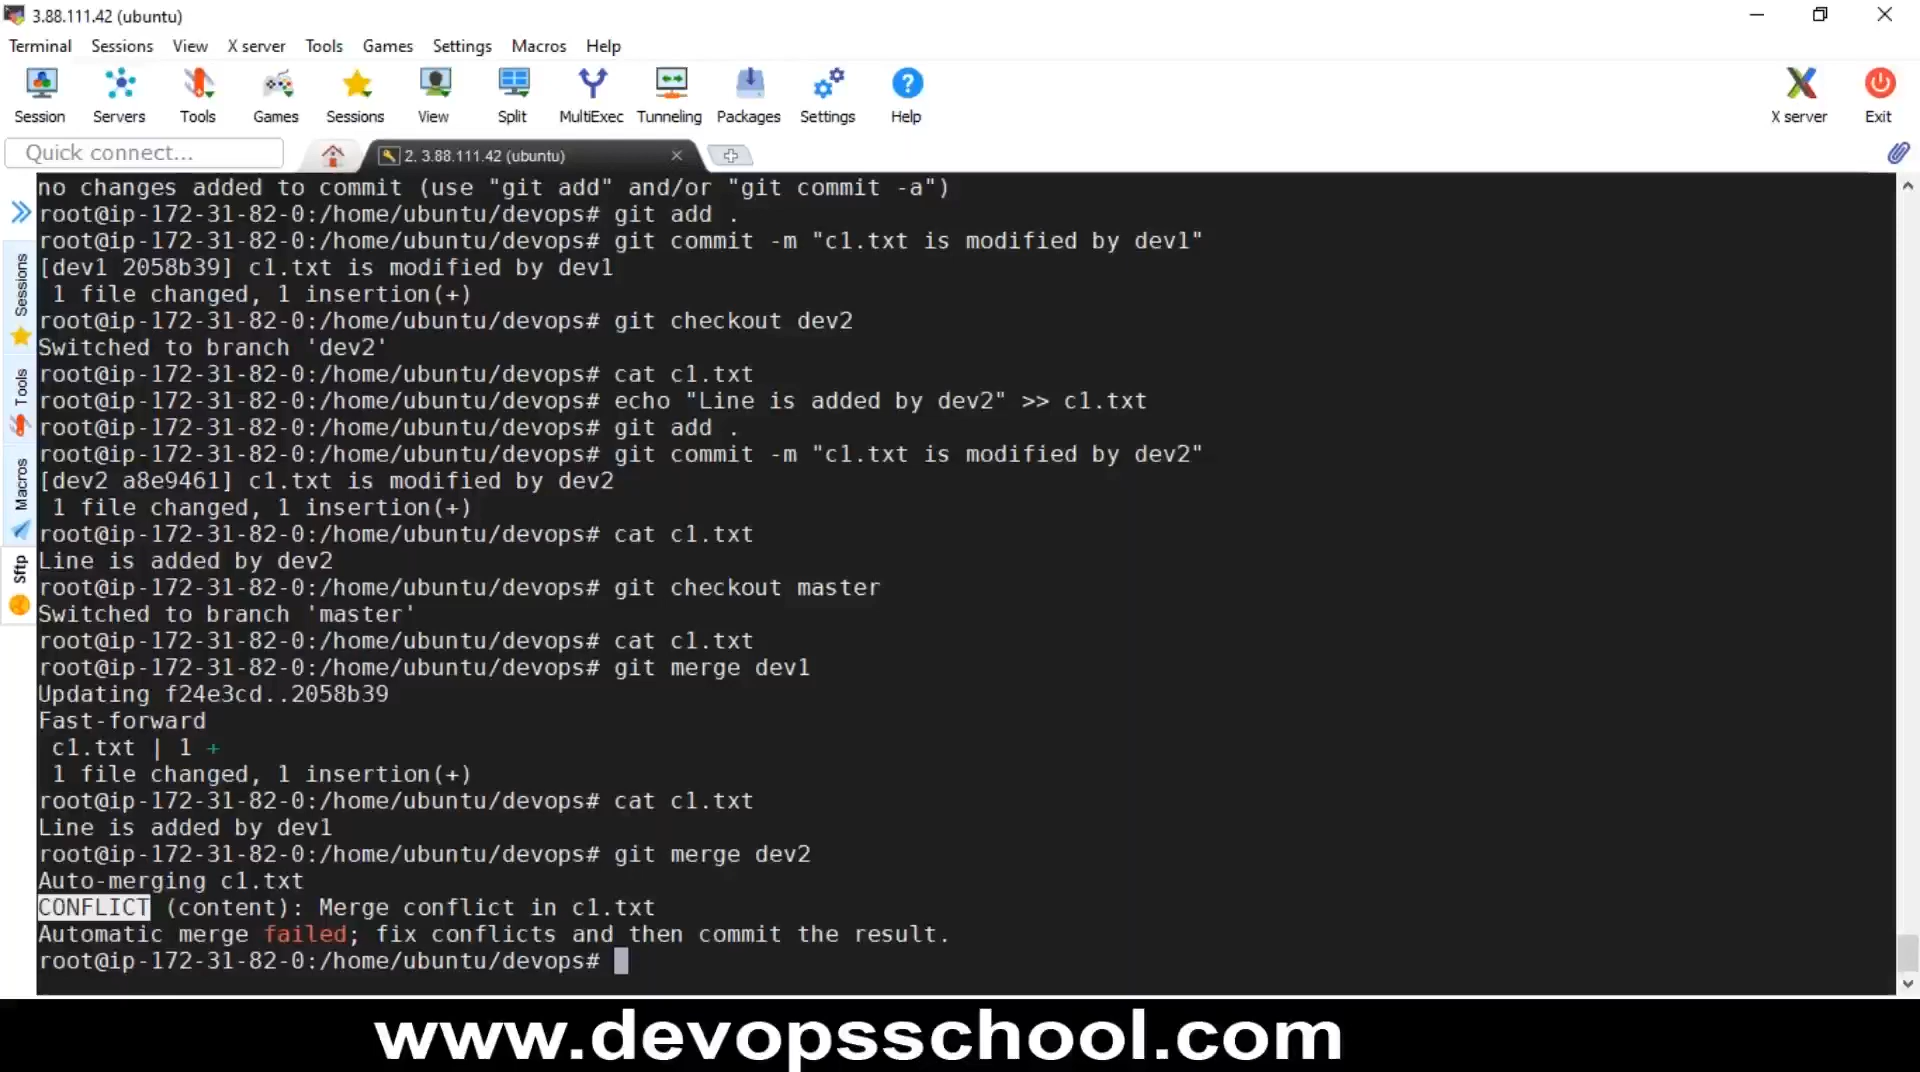 3.88.111.42 (ubuntu)
Terminal Sessions View X server Tools Games Settings Macros Help
Session Servers Tools Games Sessions View Split MultiExec Tunneling Packages Settings Help X server Exit
Quick connect...
2. 3.88.111.42 (ubuntu)
Sessions
Tools
Macros
Sftp
no changes added to commit (use "git add" and/or "git commit -a")
root@ip-172-31-82-0:/home/ubuntu/devops# git add .
root@ip-172-31-82-0:/home/ubuntu/devops# git commit -m "c1.txt is modified by dev1"
[dev1 2058b39] c1.txt is modified by dev1
1 file changed, 1 insertion(+)
root@ip-172-31-82-0:/home/ubuntu/devops# git checkout dev2
Switched to branch 'dev2'
root@ip-172-31-82-0:/home/ubuntu/devops# cat c1.txt
root@ip-172-31-82-0:/home/ubuntu/devops# echo "Line is added by dev2" >> c1.txt
root@ip-172-31-82-0:/home/ubuntu/devops# git add .
root@ip-172-31-82-0:/home/ubuntu/devops# git commit -m "c1.txt is modified by dev2"
[dev2 a8e9461] c1.txt is modified by dev2
1 file changed, 1 insertion(+)
root@ip-172-31-82-0:/home/ubuntu/devops# cat c1.txt
Line is added by dev2
root@ip-172-31-82-0:/home/ubuntu/devops# git checkout master
Switched to branch 'master'
root@ip-172-31-82-0:/home/ubuntu/devops# cat c1.txt
root@ip-172-31-82-0:/home/ubuntu/devops# git merge dev1
Updating f24e3cd..2058b39
Fast-forward
c1.txt | 1 +
1 file changed, 1 insertion(+)
root@ip-172-31-82-0:/home/ubuntu/devops# cat c1.txt
Line is added by dev1
root@ip-172-31-82-0:/home/ubuntu/devops# git merge dev2
Auto-merging c1.txt
CONFLICT (content): Merge conflict in c1.txt
Automatic merge failed; fix conflicts and then commit the result.
root@ip-172-31-82-0:/home/ubuntu/devops#
www.devopsschool.com